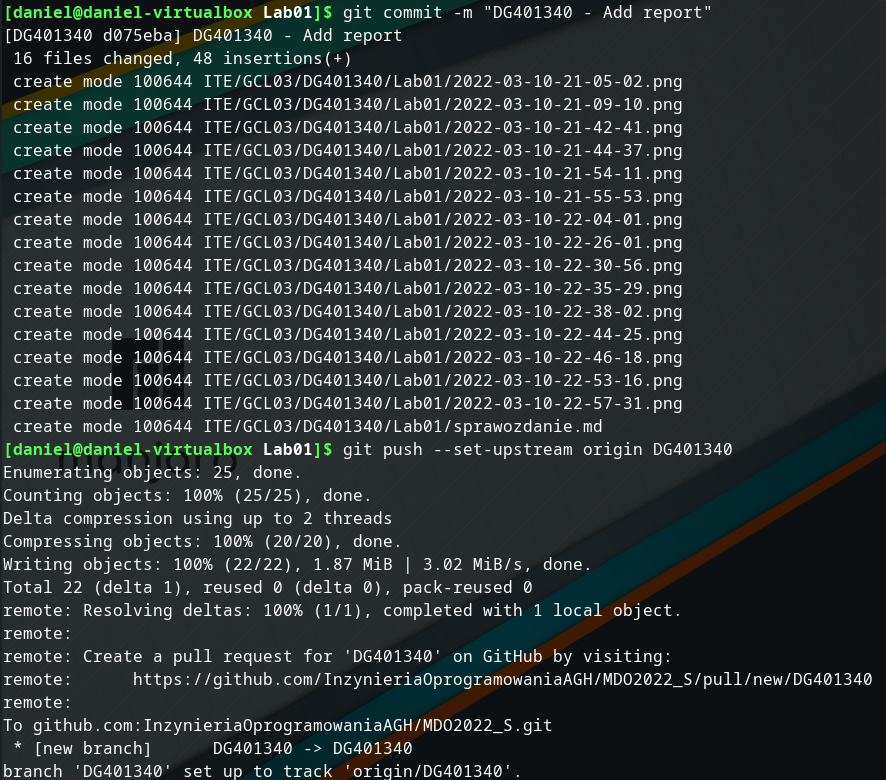 [daniel@daniel-virtualbox Lab01]$ git commit -m "DG401340 - Add report"
[DG401340 d075eba] DG401340 - Add report
 16 files changed, 48 insertions(+)
 create mode 100644 ITE/GCL03/DG401340/Lab01/2022-03-10-21-05-02.png
 create mode 100644 ITE/GCL03/DG401340/Lab01/2022-03-10-21-09-10.png
 create mode 100644 ITE/GCL03/DG401340/Lab01/2022-03-10-21-42-41.png
 create mode 100644 ITE/GCL03/DG401340/Lab01/2022-03-10-21-44-37.png
 create mode 100644 ITE/GCL03/DG401340/Lab01/2022-03-10-21-54-11.png
 create mode 100644 ITE/GCL03/DG401340/Lab01/2022-03-10-21-55-53.png
 create mode 100644 ITE/GCL03/DG401340/Lab01/2022-03-10-22-04-01.png
 create mode 100644 ITE/GCL03/DG401340/Lab01/2022-03-10-22-26-01.png
 create mode 100644 ITE/GCL03/DG401340/Lab01/2022-03-10-22-30-56.png
 create mode 100644 ITE/GCL03/DG401340/Lab01/2022-03-10-22-35-29.png
 create mode 100644 ITE/GCL03/DG401340/Lab01/2022-03-10-22-38-02.png
 create mode 100644 ITE/GCL03/DG401340/Lab01/2022-03-10-22-44-25.png
 create mode 100644 ITE/GCL03/DG401340/Lab01/2022-03-10-22-46-18.png
 create mode 100644 ITE/GCL03/DG401340/Lab01/2022-03-10-22-53-16.png
 create mode 100644 ITE/GCL03/DG401340/Lab01/2022-03-10-22-57-31.png
 create mode 100644 ITE/GCL03/DG401340/Lab01/sprawozdanie.md
[daniel@daniel-virtualbox Lab01]$ git push --set-upstream origin DG401340
manjaro
Enumerating objects: 25, done.
Counting objects: 100% (25/25), done.
Delta compression using up to 2 threads
Compressing objects: 100% (20/20), done.
Writing objects: 100% (22/22), 1.87 MiB | 3.02 MiB/s, done.
Total 22 (delta 1), reused 0 (delta 0), pack-reused 0
remote: Resolving deltas: 100% (1/1), completed with 1 local object.
remote:
remote: Create a pull request for 'DG401340' on GitHub by visiting:
remote:      https://github.com/InzynieriaOprogramowaniaAGH/MDO2022_S/pull/new/DG401340
remote:
To github.com:InzynieriaOprogramowaniaAGH/MDO2022_S.git
 * [new branch]      DG401340 -> DG401340
branch 'DG401340' set up to track 'origin/DG401340'.